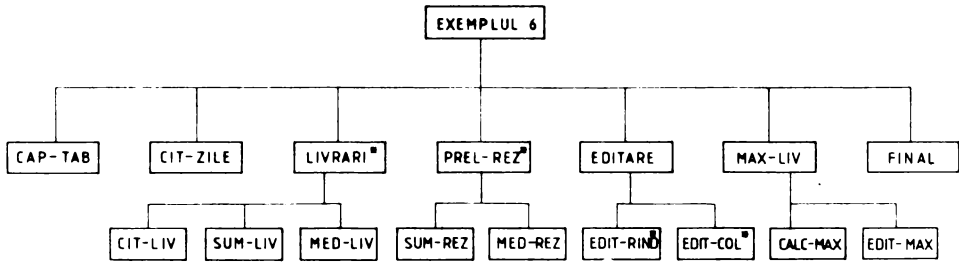 EXEMPLUL 6
CAP-TAB CIT-ZILE LIVRARI* PREL-REZ* EDITARE MAX-LIV FINAL
CIT-LIV SUM-LIV MED-LIV SUM-REZ MED-REZ EDIT-RIND* EDIT-COL* CALC-MAX EDIT-MAX